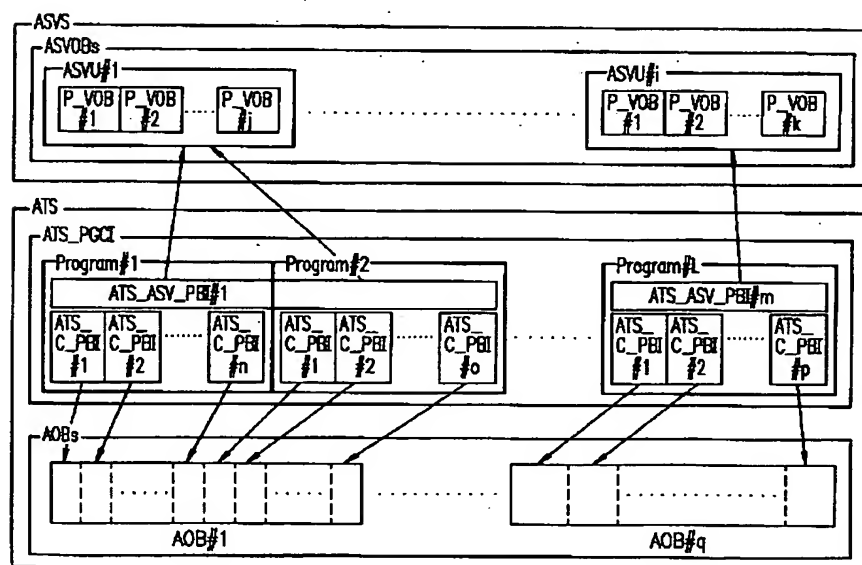 ASVS
ASVOBs
ASVU#1
ASVU#i
P_VOB #1
P_VOB #2
P_VOB #j
P_VOB #1
P_VOB #2
P_VOB #k
ATS
ATS_PGCI
Program#1
Program#2
Program#L
ATS_ASV_PBI#1
ATS_ASV_PBI#m
ATS_ C_PBI #1
ATS_ C_PBI #2
ATS_ C_PBI #n
ATS_ C_PBI #1
ATS_ C_PBI #2
ATS_ C_PBI #o
ATS_ C_PBI #1
ATS_ C_PBI #2
ATS_ C_PBI #p
AOBs
AOB#1
AOB#q